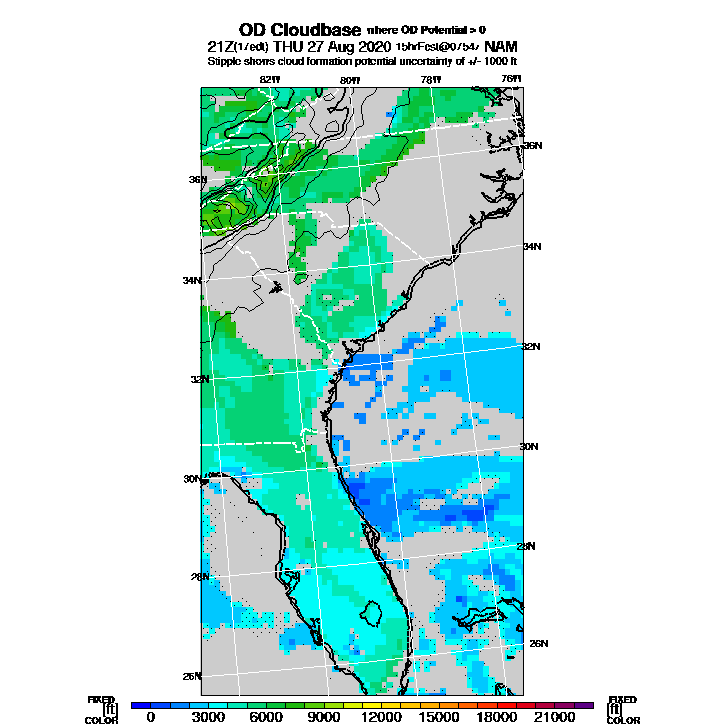 OD Cloudbase where OD Potential > 0
21Z(17edt) THU 27 Aug 2020 15hrFcst@0754z NAM
Stipple shows cloud formation potential uncertainty of +/- 1000 ft
82W 80W 78W 76W
36N
36N
34N
34N
32N
32N
30N
30N
28N
28N
26N
26N
FIXED FIXED
[ft] 0 3000 6000 9000 12000 15000 18000 21000 [ft]
COLOR COLOR